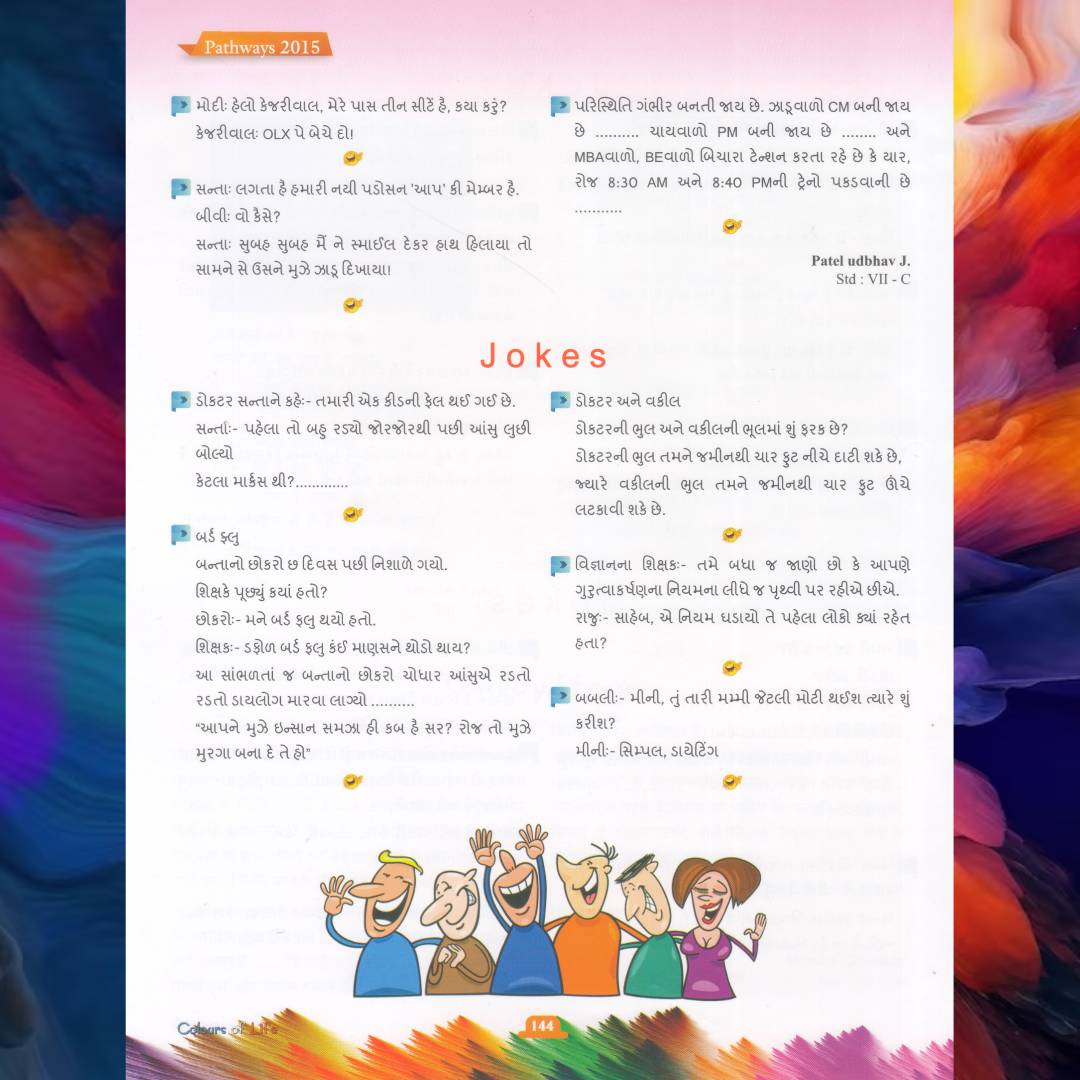 Pathways 2015
મોદીઃ હેલો કેજરીવાલ, મેરે પાસ તીન સીટેં હૈ, કયા કરું?
કેજરીવાલઃ OLX પે બેચે દો!
સન્તાઃ લગતા હૈ હમારી નયી પડોસન 'આપ' કી મેમ્બર હૈ.
બીવીઃ વો કૈસે?
સન્તાઃ સુબહ સુબહ મૈં ને સ્માઈલ દેકર હાથ હિલાયા તો
સામને સે ઉસને મુઝે ઝાડૂ દિખાયા!
પરિસ્થિતિ ગંભીર બનતી જાય છે. ઝાડૂવાળો CM બની જાય
છે .......... ચાયવાળો PM બની જાય છે ........ અને
MBAવાળો, BEવાળો બિચારા ટેન્શન કરતા રહે છે કે યાર,
રોજ 8:30 AM અને 8:40 PMની ટ્રેનો પકડવાની છે
...........
Patel udbhav J.
Std : VII - C
Jokes
ડોકટર સન્તાને કહેઃ- તમારી એક કીડની ફેલ થઈ ગઈ છે.
સન્તાઃ- પહેલા તો બહુ રડ્યો જોરજોરથી પછી આંસુ લુછી
બોલ્યો
કેટલા માર્કસ થી?............
બર્ડ ફ્લુ
બન્તાનો છોકરો છ દિવસ પછી નિશાળે ગયો.
શિક્ષકે પૂછ્યું કયાં હતો?
છોકરોઃ- મને બર્ડ ફલુ થયો હતો.
શિક્ષકઃ- ડફોળ બર્ડ ફલુ કંઈ માણસને થોડો થાય?
આ સાંભળતાં જ બન્તાનો છોકરો ચોધાર આંસુએ રડતો
રડતો ડાયલોગ મારવા લાગ્યો ..........
“આપને મુઝે ઇન્સાન સમઝા હી કબ હૈ સર? રોજ તો મુઝે
મુરગા બના દે તે હો”
ડોકટર અને વકીલ
ડોકટરની ભુલ અને વકીલની ભૂલમાં શું ફરક છે?
ડોકટરની ભુલ તમને જમીનથી ચાર ફુટ નીચે દાટી શકે છે,
જ્યારે વકીલની ભુલ તમને જમીનથી ચાર ફુટ ઊંચે
લટકાવી શકે છે.
વિજ્ઞાનના શિક્ષકઃ- તમે બધા જ જાણો છો કે આપણે
ગુરુત્વાકર્ષણના નિયમના લીધે જ પૃથ્વી પર રહીએ છીએ.
રાજુઃ- સાહેબ, એ નિયમ ઘડાયો તે પહેલા લોકો ક્યાં રહેત
હતા?
બબલીઃ- મીની, તું તારી મમ્મી જેટલી મોટી થઈશ ત્યારે શું
કરીશ?
મીનીઃ- સિમ્પલ, ડાયેટિંગ
Colours of Life
144